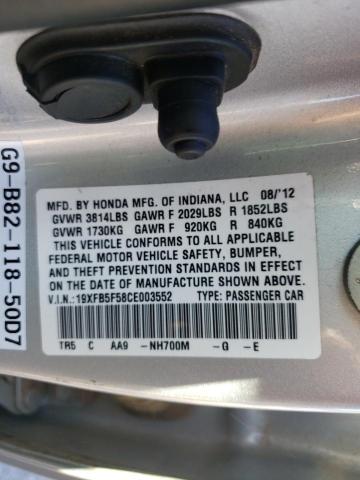 MFD. BY HONDA MFG. OF INDIANA, LLC 08/'12
GVWR 3814LBS GAWR F 2029LBS R 1852LBS
GVWR 1730KG GAWR F 920KG R 840KG
THIS VEHICLE CONFORMS TO ALL APPLICABLE
FEDERAL MOTOR VEHICLE SAFETY, BUMPER,
AND THEFT PREVENTION STANDARDS IN EFFECT
ON THE DATE OF MANUFACTURE SHOWN ABOVE.
V.I.N.: 19XFB5F58CE003552 TYPE: PASSENGER CAR
TR5 C AA9 -NH700M -G -E
G9-B82-118-50D7